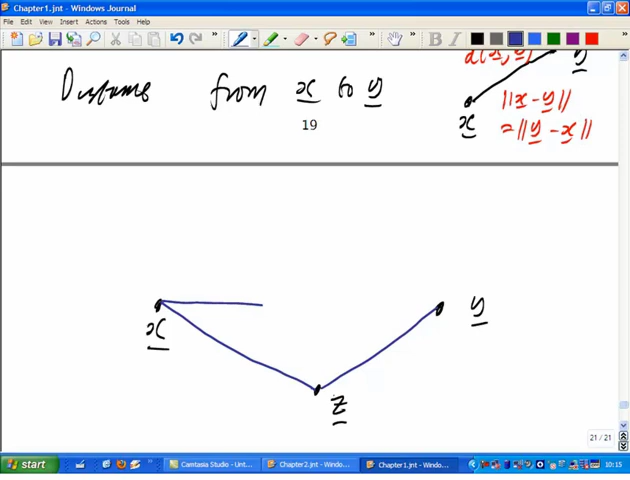 Chapter1.jnt - Windows Journal
File Edit View Insert Actions Tools Help
B I
Distance from x to y
d(x, y) y
||x - y||
x
= ||y - x||
19
x
y
z
21 / 21
start
Camtasia Studio - Unt...
Chapter2.jnt - Windo...
Chapter1.jnt - Windo...
10:15